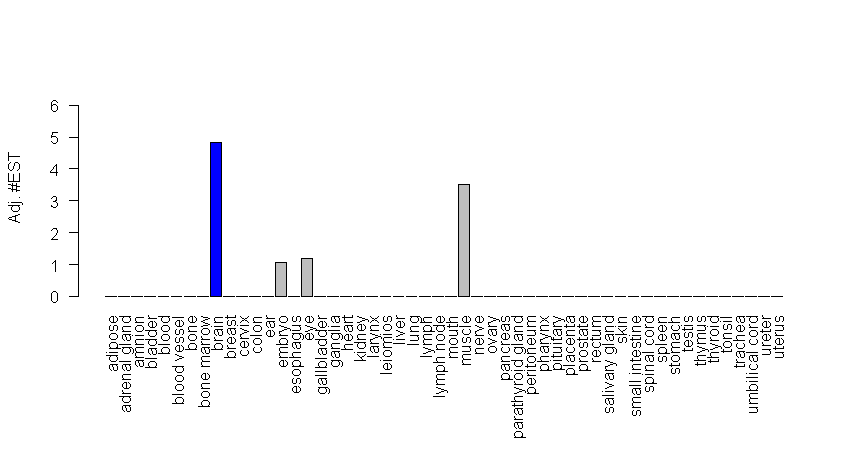 6
5
4
3
2
1
0
Adj. #EST
adipose
adrenal gland
amnion
bladder
blood
blood vessel
bone
bone marrow
brain
breast
cervix
colon
ear
embryo
esophagus
eye
gallbladder
ganglia
heart
kidney
larynx
leiomios
liver
lung
lymph
lymph node
mouth
muscle
nerve
ovary
pancreas
parathyroid gland
peritoneum
pharynx
pituitary
placenta
prostate
rectum
salivary gland
skin
small intestine
spinal cord
spleen
stomach
testis
thymus
thyroid
tonsil
trachea
umbilical cord
ureter
uterus